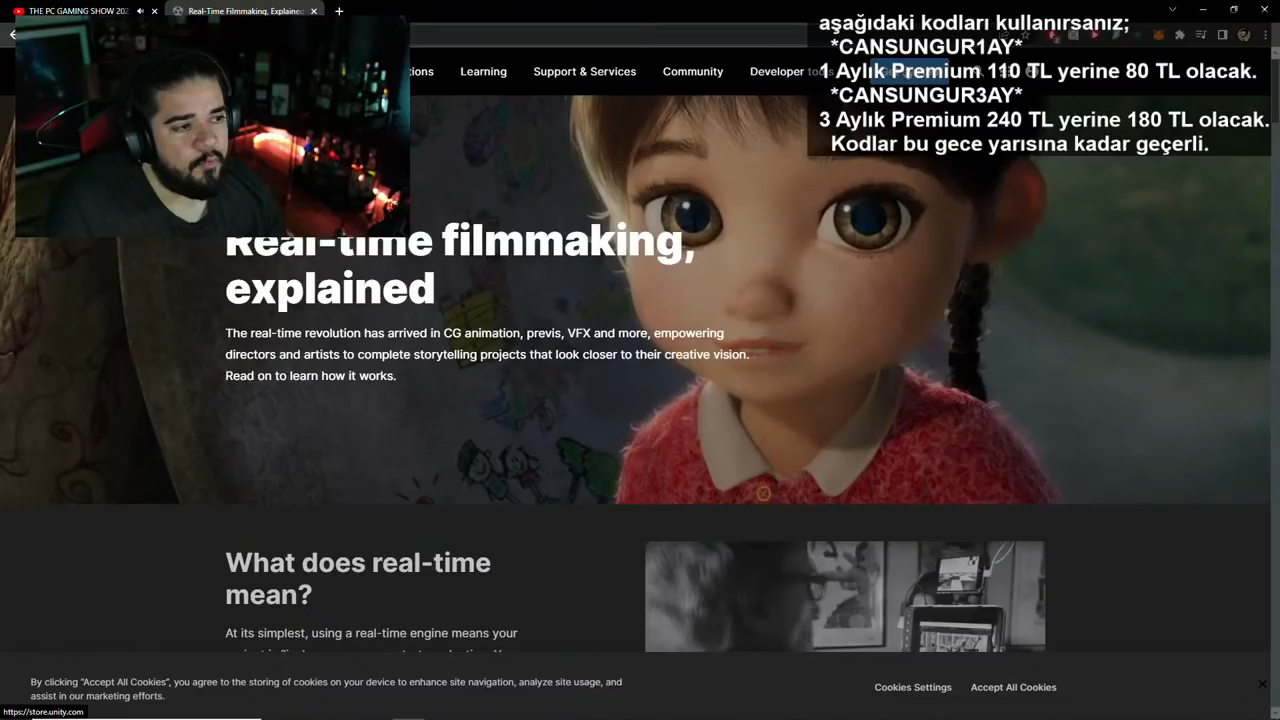 THE PC GAMING SHOW 202
Real-Time Filmmaking, Explained
aşağıdaki kodları kullanırsanız;
*CANSUNGUR1AY*
1 Aylık Premium 110 TL yerine 80 TL olacak.
*CANSUNGUR3AY*
3 Aylık Premium 240 TL yerine 180 TL olacak.
Kodlar bu gece yarısına kadar geçerli.
tions Learning Support & Services Community Developer tools
Real-time filmmaking,
explained
The real-time revolution has arrived in CG animation, previs, VFX and more, empowering
directors and artists to complete storytelling projects that look closer to their creative vision.
Read on to learn how it works.
What does real-time
mean?
At its simplest, using a real-time engine means your
By clicking “Accept All Cookies”, you agree to the storing of cookies on your device to enhance site navigation, analyze site usage, and
assist in our marketing efforts.
Cookies Settings Accept All Cookies
https://store.unity.com